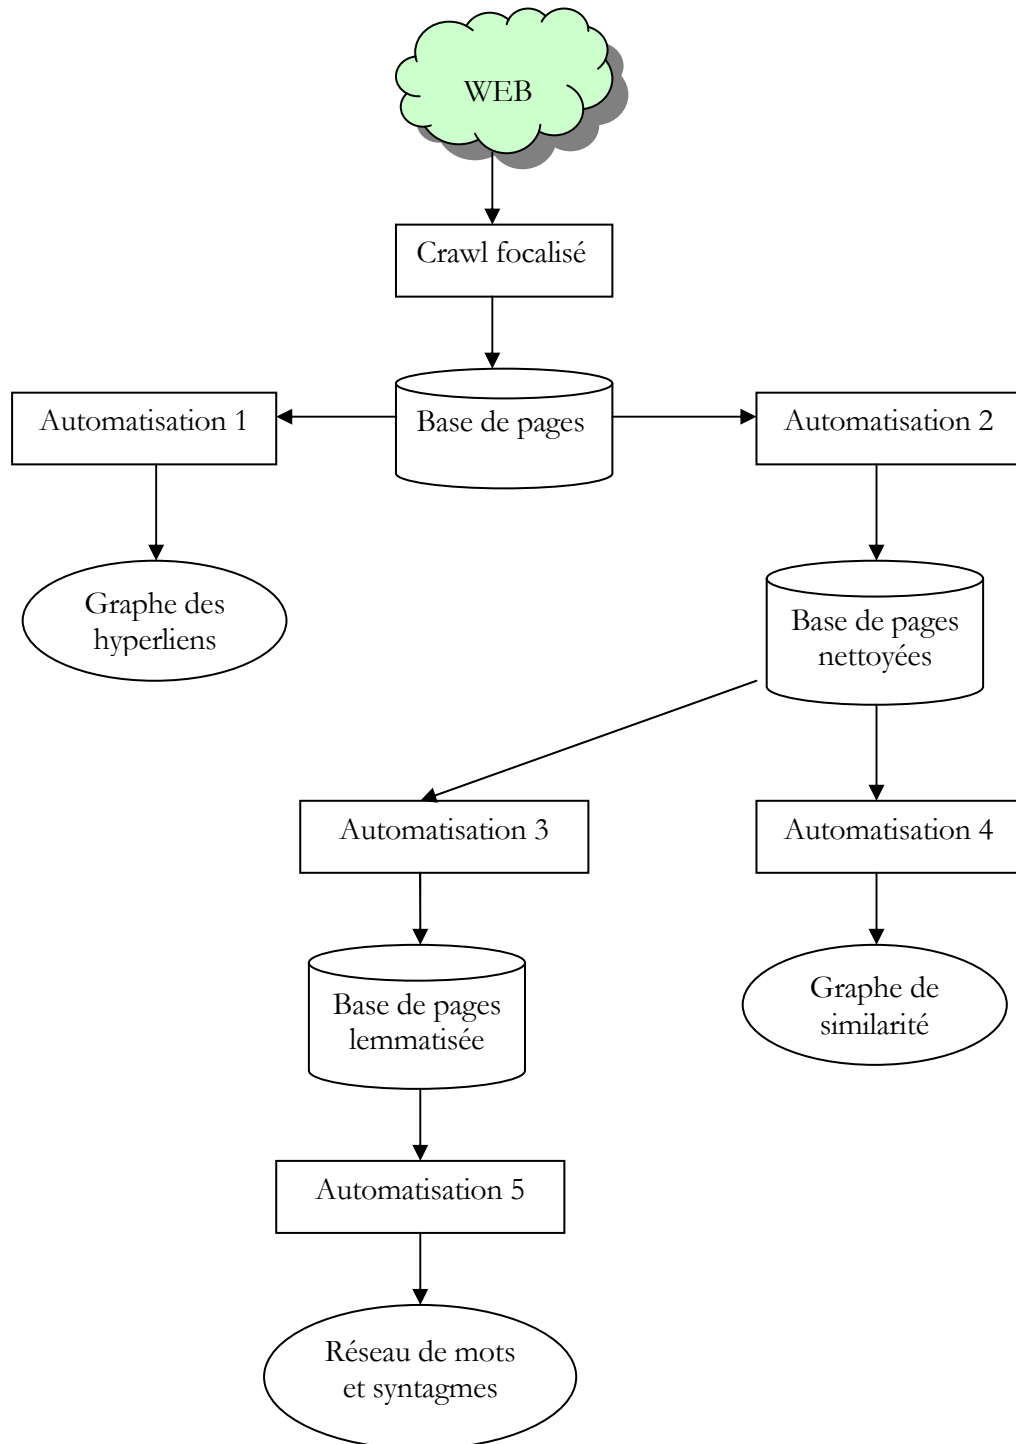 WEB
Crawl focalisé
Automatisation 1
Base de pages
Automatisation 2
Graphe des
hyperliens
Base de pages
nettoyées
Automatisation 3
Automatisation 4
Base de pages
lemmatisée
Graphe de
similarité
Automatisation 5
Réseau de mots
et syntagmes